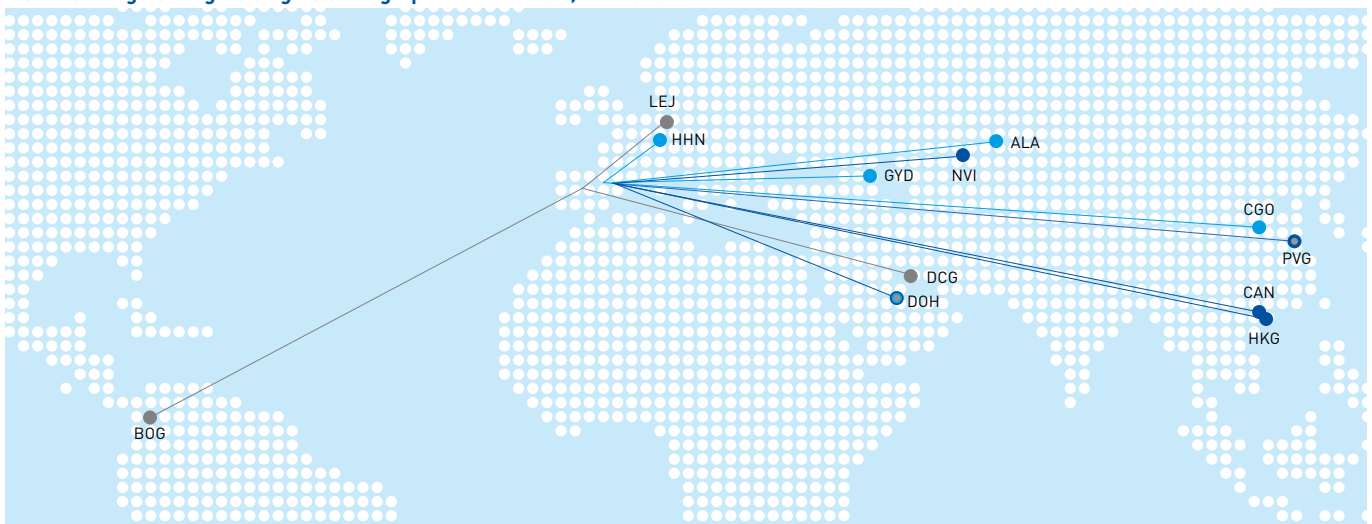 LEJ
HHN
ALA
GYD
NVI
CGO
PVG
DCG
DOH
CAN
HKG
BOG